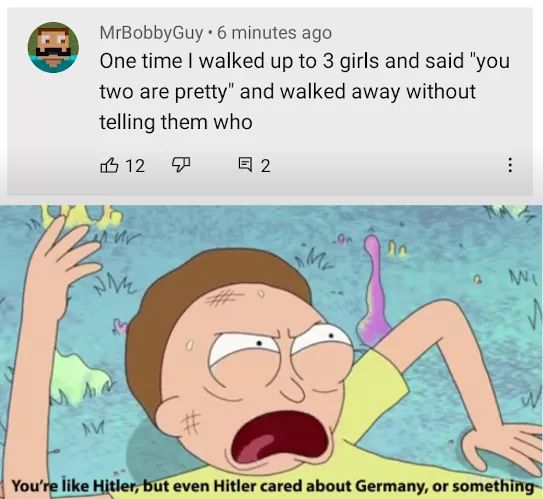 MrBobbyGuy • 6 minutes ago
One time I walked up to 3 girls and said "you
two are pretty" and walked away without
telling them who
12 2
You're like Hitler, but even Hitler cared about Germany, or something